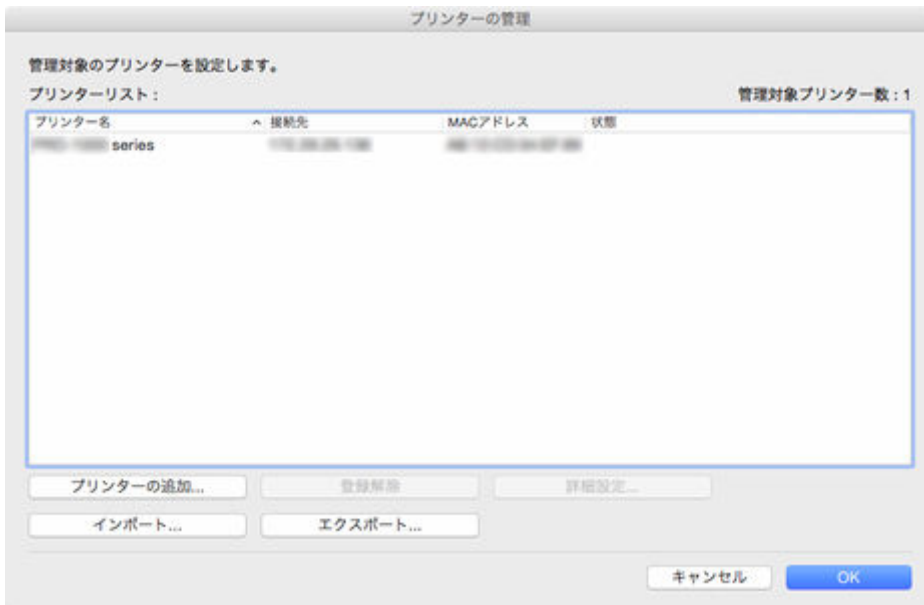 プリンターの管理
管理対象のプリンターを設定します。
プリンターリスト： 管理対象プリンター数：1
プリンター名 接続先 MACアドレス 状態
series
プリンターの追加... 登録解除 詳細設定...
インポート... エクスポート...
キャンセル OK